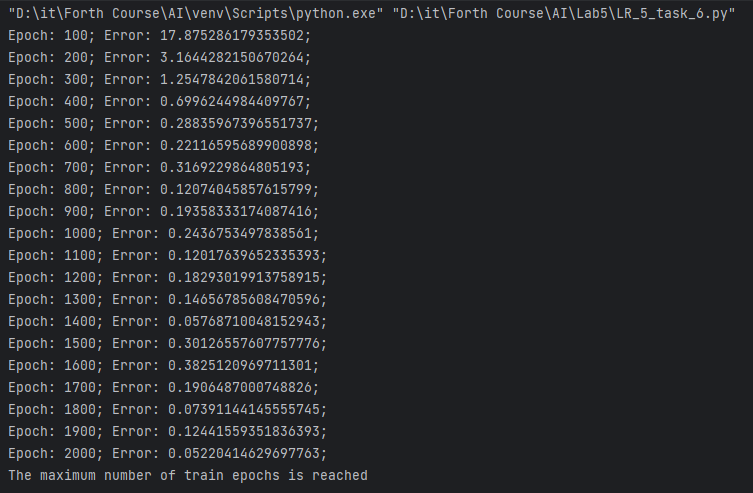 "D:\it\Forth Course\AI\venv\Scripts\python.exe" "D:\it\Forth Course\AI\Lab5\LR_5_task_6.py"
Epoch: 100; Error: 17.875286179353502;
Epoch: 200; Error: 3.1644282150670264;
Epoch: 300; Error: 1.2547842061580714;
Epoch: 400; Error: 0.6996244984409767;
Epoch: 500; Error: 0.28835967396551737;
Epoch: 600; Error: 0.22116595689900898;
Epoch: 700; Error: 0.3169229864805193;
Epoch: 800; Error: 0.12074045857615799;
Epoch: 900; Error: 0.19358333174087416;
Epoch: 1000; Error: 0.2436753497838561;
Epoch: 1100; Error: 0.12017639652335393;
Epoch: 1200; Error: 0.18293019913758915;
Epoch: 1300; Error: 0.14656785608470596;
Epoch: 1400; Error: 0.05768710048152943;
Epoch: 1500; Error: 0.30126557607757776;
Epoch: 1600; Error: 0.3825120969711301;
Epoch: 1700; Error: 0.1906487000748826;
Epoch: 1800; Error: 0.07391144145555745;
Epoch: 1900; Error: 0.12441559351836393;
Epoch: 2000; Error: 0.05220414629697763;
The maximum number of train epochs is reached